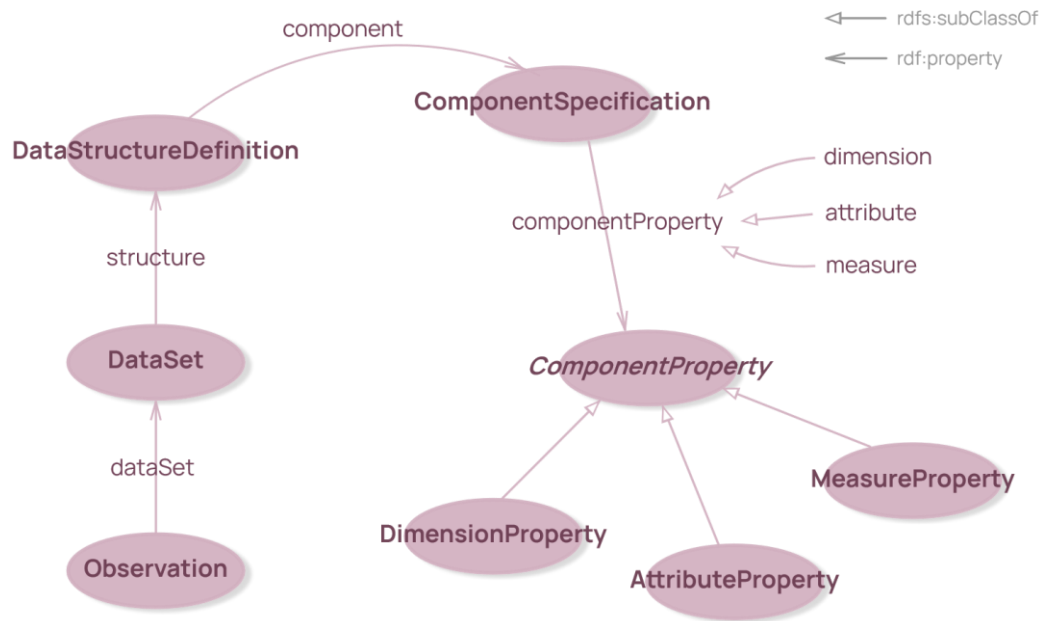 rdfs:subClassOf
component
rdf:property
ComponentSpecification
DataStructureDefinition
dimension
componentProperty
attribute
structure
measure
DataSet
ComponentProperty
dataSet
MeasureProperty
DimensionProperty
Observation
AttributeProperty